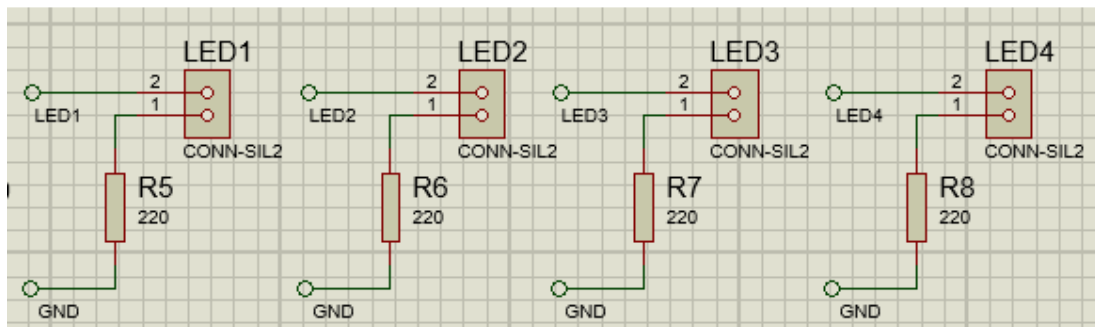 LED1
2
1
LED1
CONN-SIL2
R5
220
GND
LED2
2
1
LED2
CONN-SIL2
R6
220
GND
LED3
2
1
LED3
CONN-SIL2
R7
220
GND
LED4
2
1
LED4
CONN-SIL2
R8
220
GND